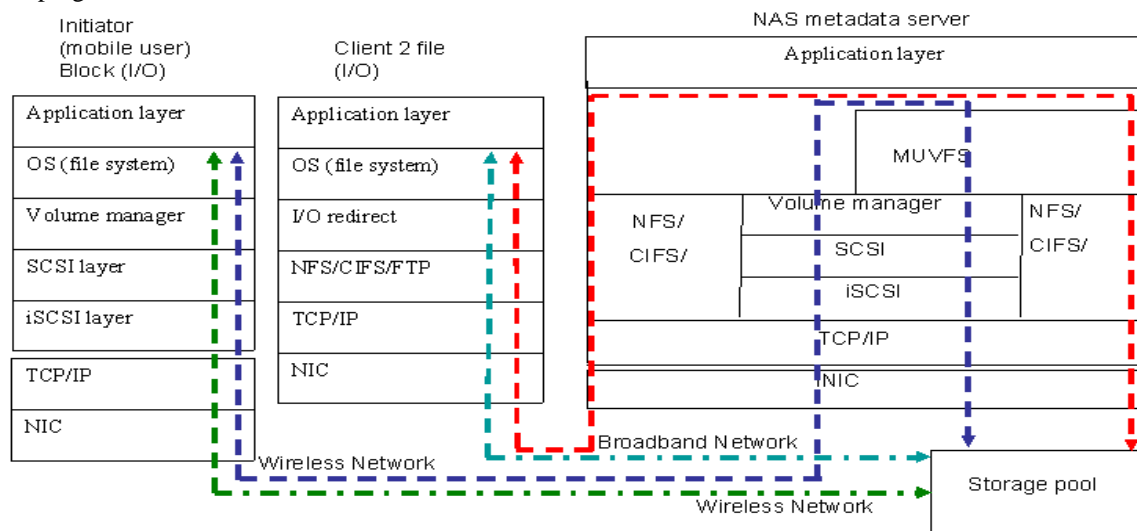 Initiator
(mobile user)
Block (I/O)
Application layer
OS (file system)
Volume manager
SCSI layer
iSCSI layer
TCP/IP
NIC
Client 2 file
(I/O)
Application layer
OS (file system)
I/O redirect
NFS/CIFS/FTP
TCP/IP
NIC
NAS metadata server
Application layer
MUVFS
NFS/
CIFS/
Volume manager
SCSI
iSCSI
NFS/
CIFS/
TCP/IP
NIC
Broadband Network
Wireless Network
Wireless Network
Storage pool